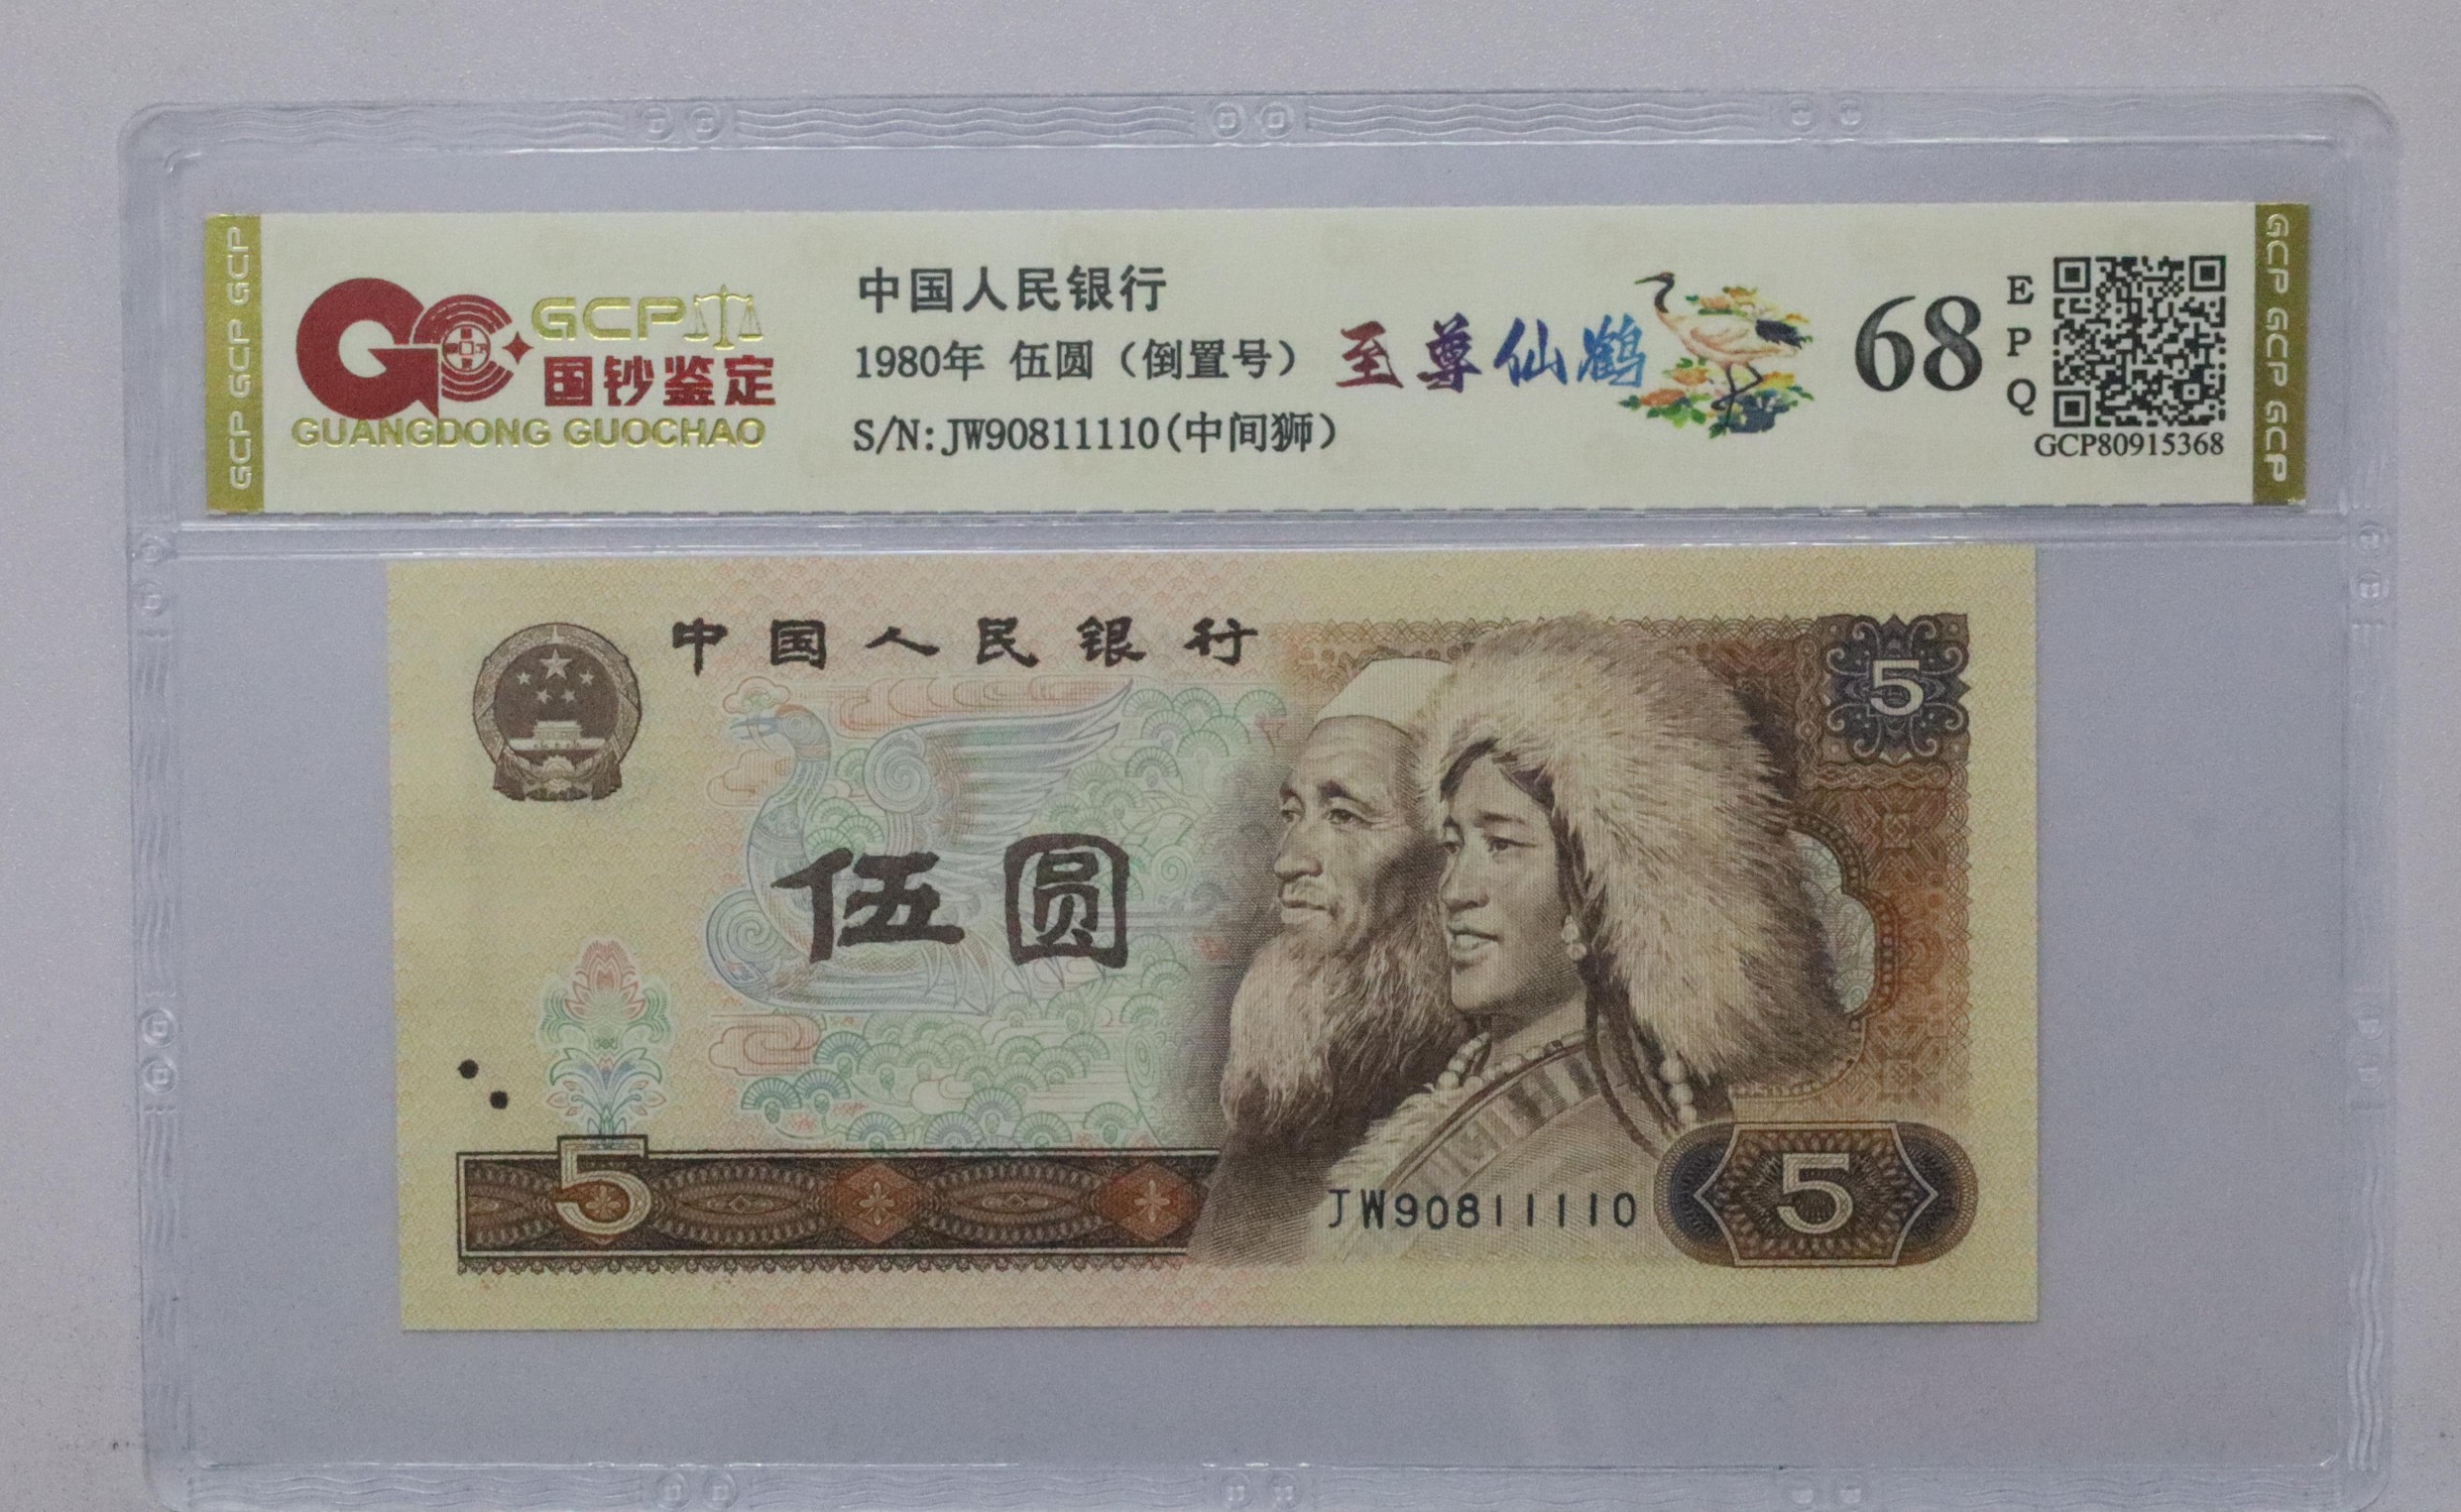 GCP GCP GCP
GCP
国钞鉴定
GUANGDONG GUOCHAO
中国人民银行
1980年 伍圆（倒置号）
S/N:JW90811110(中间狮）
至尊仙鹤
68
EPQ
GCP80915368
GCP GCP GCP
中国人民银行
5
伍圆
5
JW90811110
5